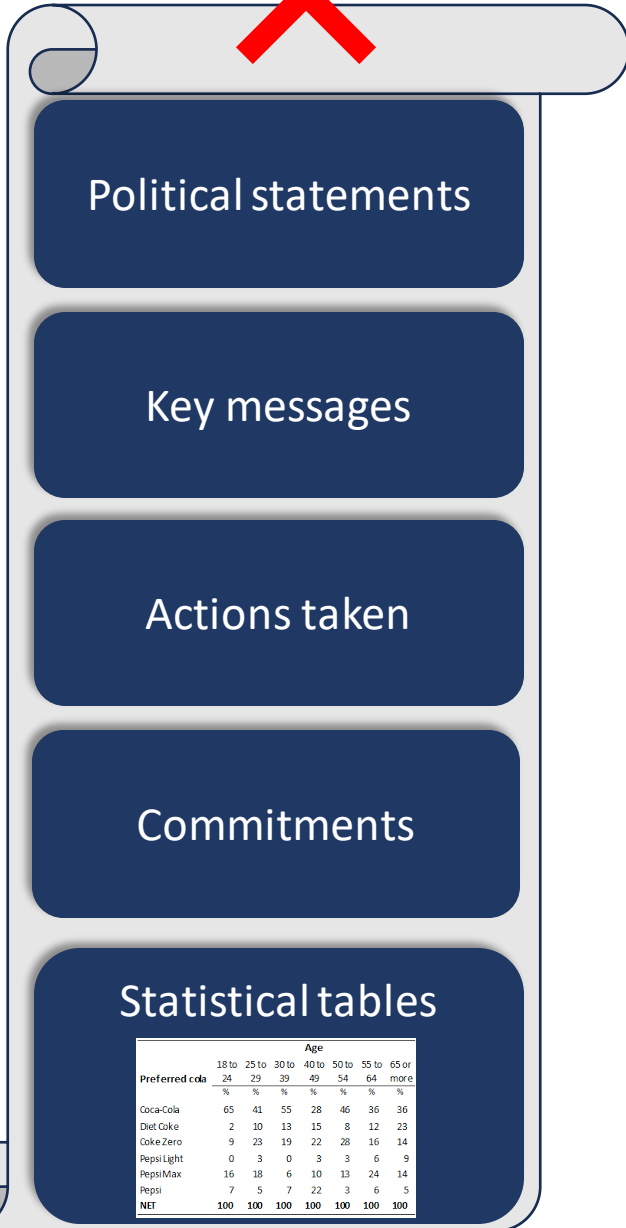 Political statements
Key messages
Actions taken
Commitments
Statistical tables
Age
18 to 25 to 30 to 40 to 50 to 55 to 65 or
Preferred cola 24 29 39 49 54 64 more
% % % % % % %
Coca-Cola 65 41 55 28 46 36 36
Diet Coke 2 10 13 15 8 12 23
Coke Zero 9 23 19 22 28 16 14
Pepsi Light 0 3 0 3 3 6 9
Pepsi Max 16 18 6 10 13 24 14
Pepsi 7 5 7 22 3 6 5
NET 100 100 100 100 100 100 100